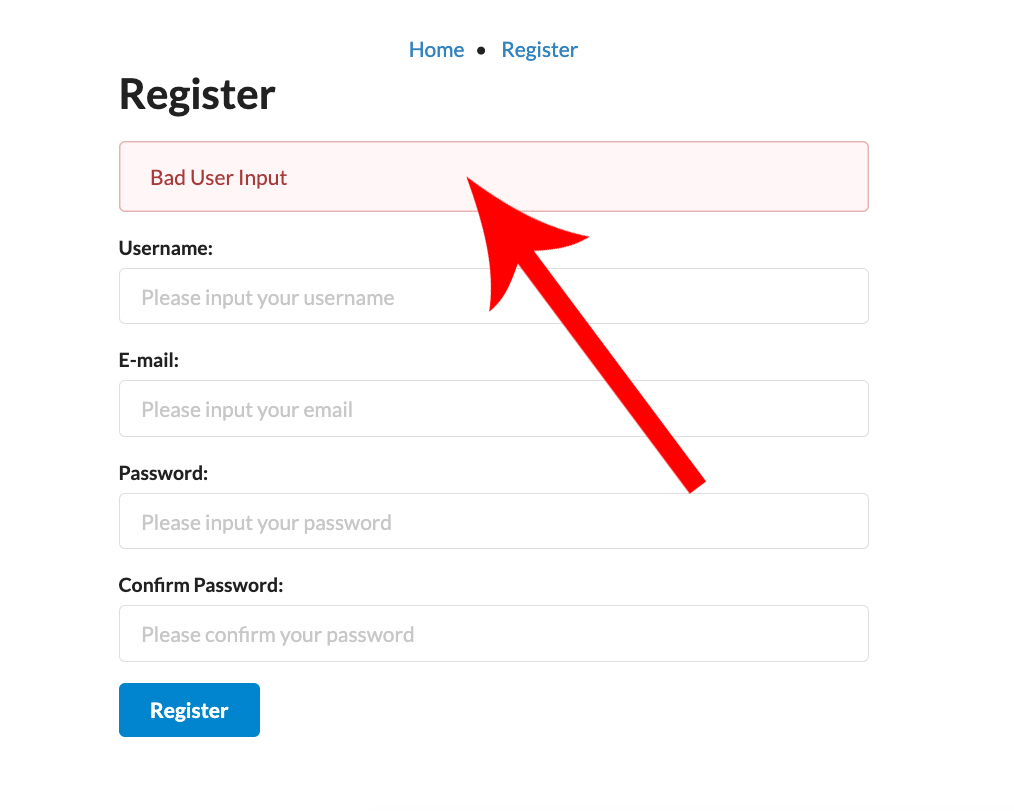 Home • Register
Register
Bad User Input
Username:
Please input your username
E-mail:
Please input your email
Password:
Please input your password
Confirm Password:
Please confirm your password
Register